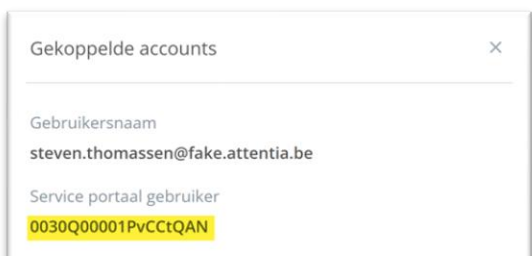 Gekoppelde accounts
Gebruikersnaam
steven.thomassen@fake.attentia.be
Service portaal gebruiker
0030Q00001PvCCtQAN